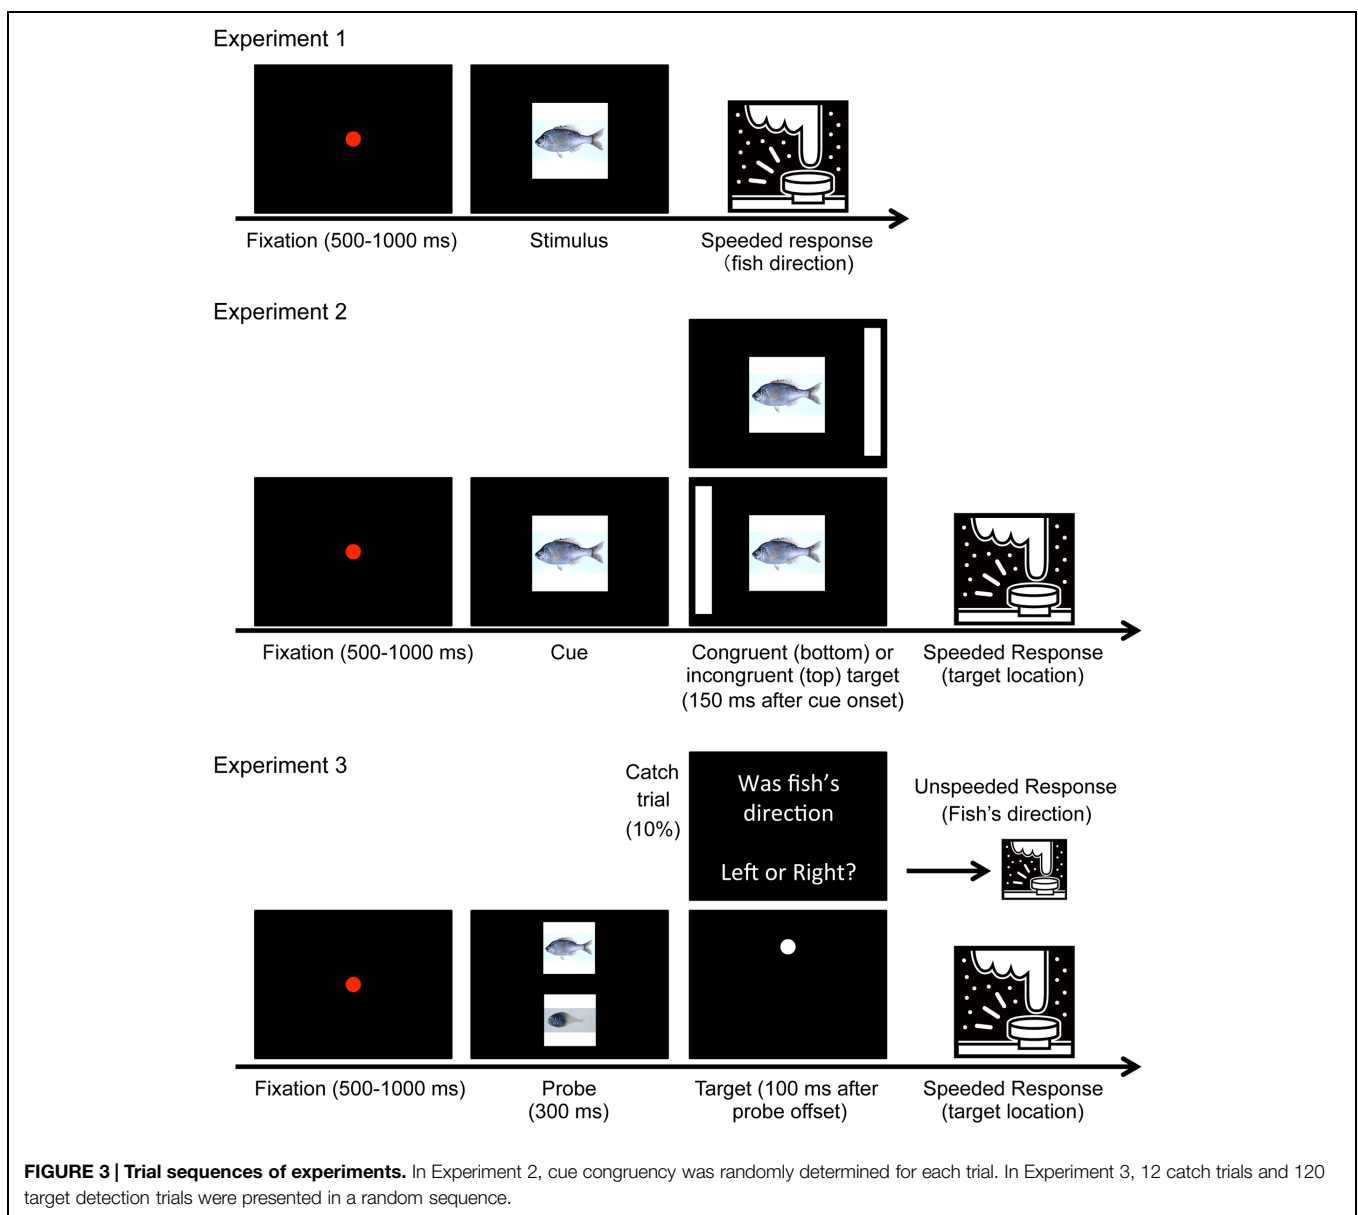 Experiment 1
Fixation (500-1000 ms)
Stimulus
Speeded response
(fish direction)
Experiment 2
Fixation (500-1000 ms)
Cue
Congruent (bottom) or
incongruent (top) target
(150 ms after cue onset)
Speeded Response
(target location)
Experiment 3
Catch
trial
(10%)
Was fish's
direction
Left or Right?
Unspeeded Response
(Fish's direction)
Fixation (500-1000 ms)
Probe
(300 ms)
Target (100 ms after
probe offset)
Speeded Response
(target location)
FIGURE 3 | Trial sequences of experiments. In Experiment 2, cue congruency was randomly determined for each trial. In Experiment 3, 12 catch trials and 120
target detection trials were presented in a random sequence.